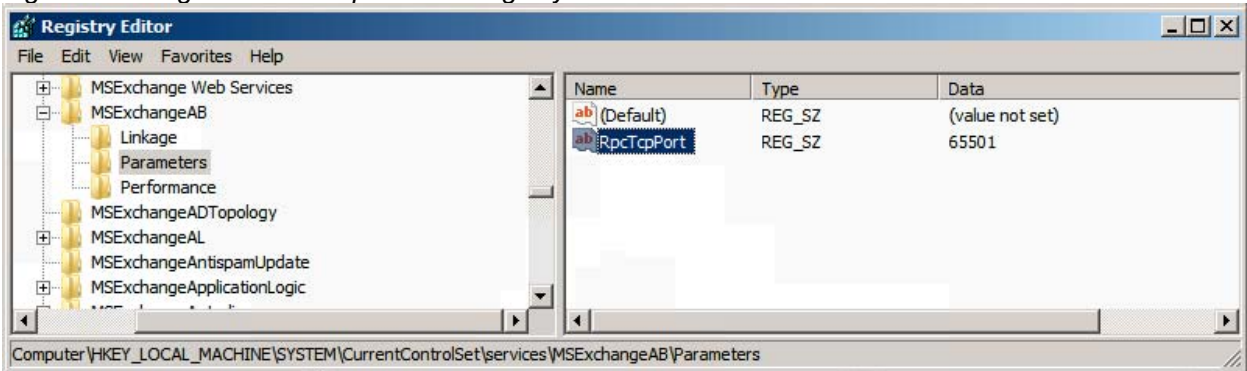 Registry Editor
File Edit View Favorites Help
MSExchange Web Services
MSExchangeAB
Linkage
Parameters
Performance
MSExchangeADTopology
MSExchangeAL
MSExchangeAntispamUpdate
MSExchangeApplicationLogic
Name Type Data
(Default) REG_SZ (value not set)
RpcTcpPort REG_SZ 65501
Computer\HKEY_LOCAL_MACHINE\SYSTEM\CurrentControlSet\services\MSExchangeAB\Parameters